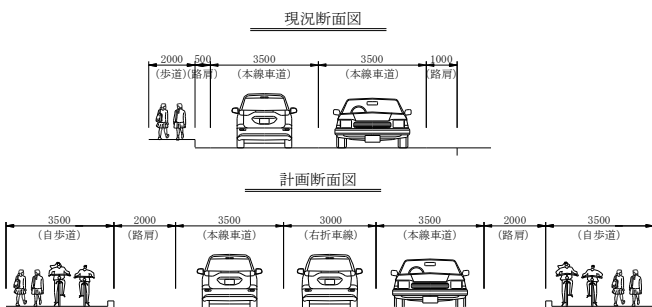 現況断面図
2000 500 3500 3500 1000
(歩道) (路肩) (本線車道) (本線車道) (路肩)
計画断面図
3500 2000 3500 3000 3500 2000 3500
(自歩道) (路肩) (本線車道) (右折車線) (本線車道) (路肩) (自歩道)